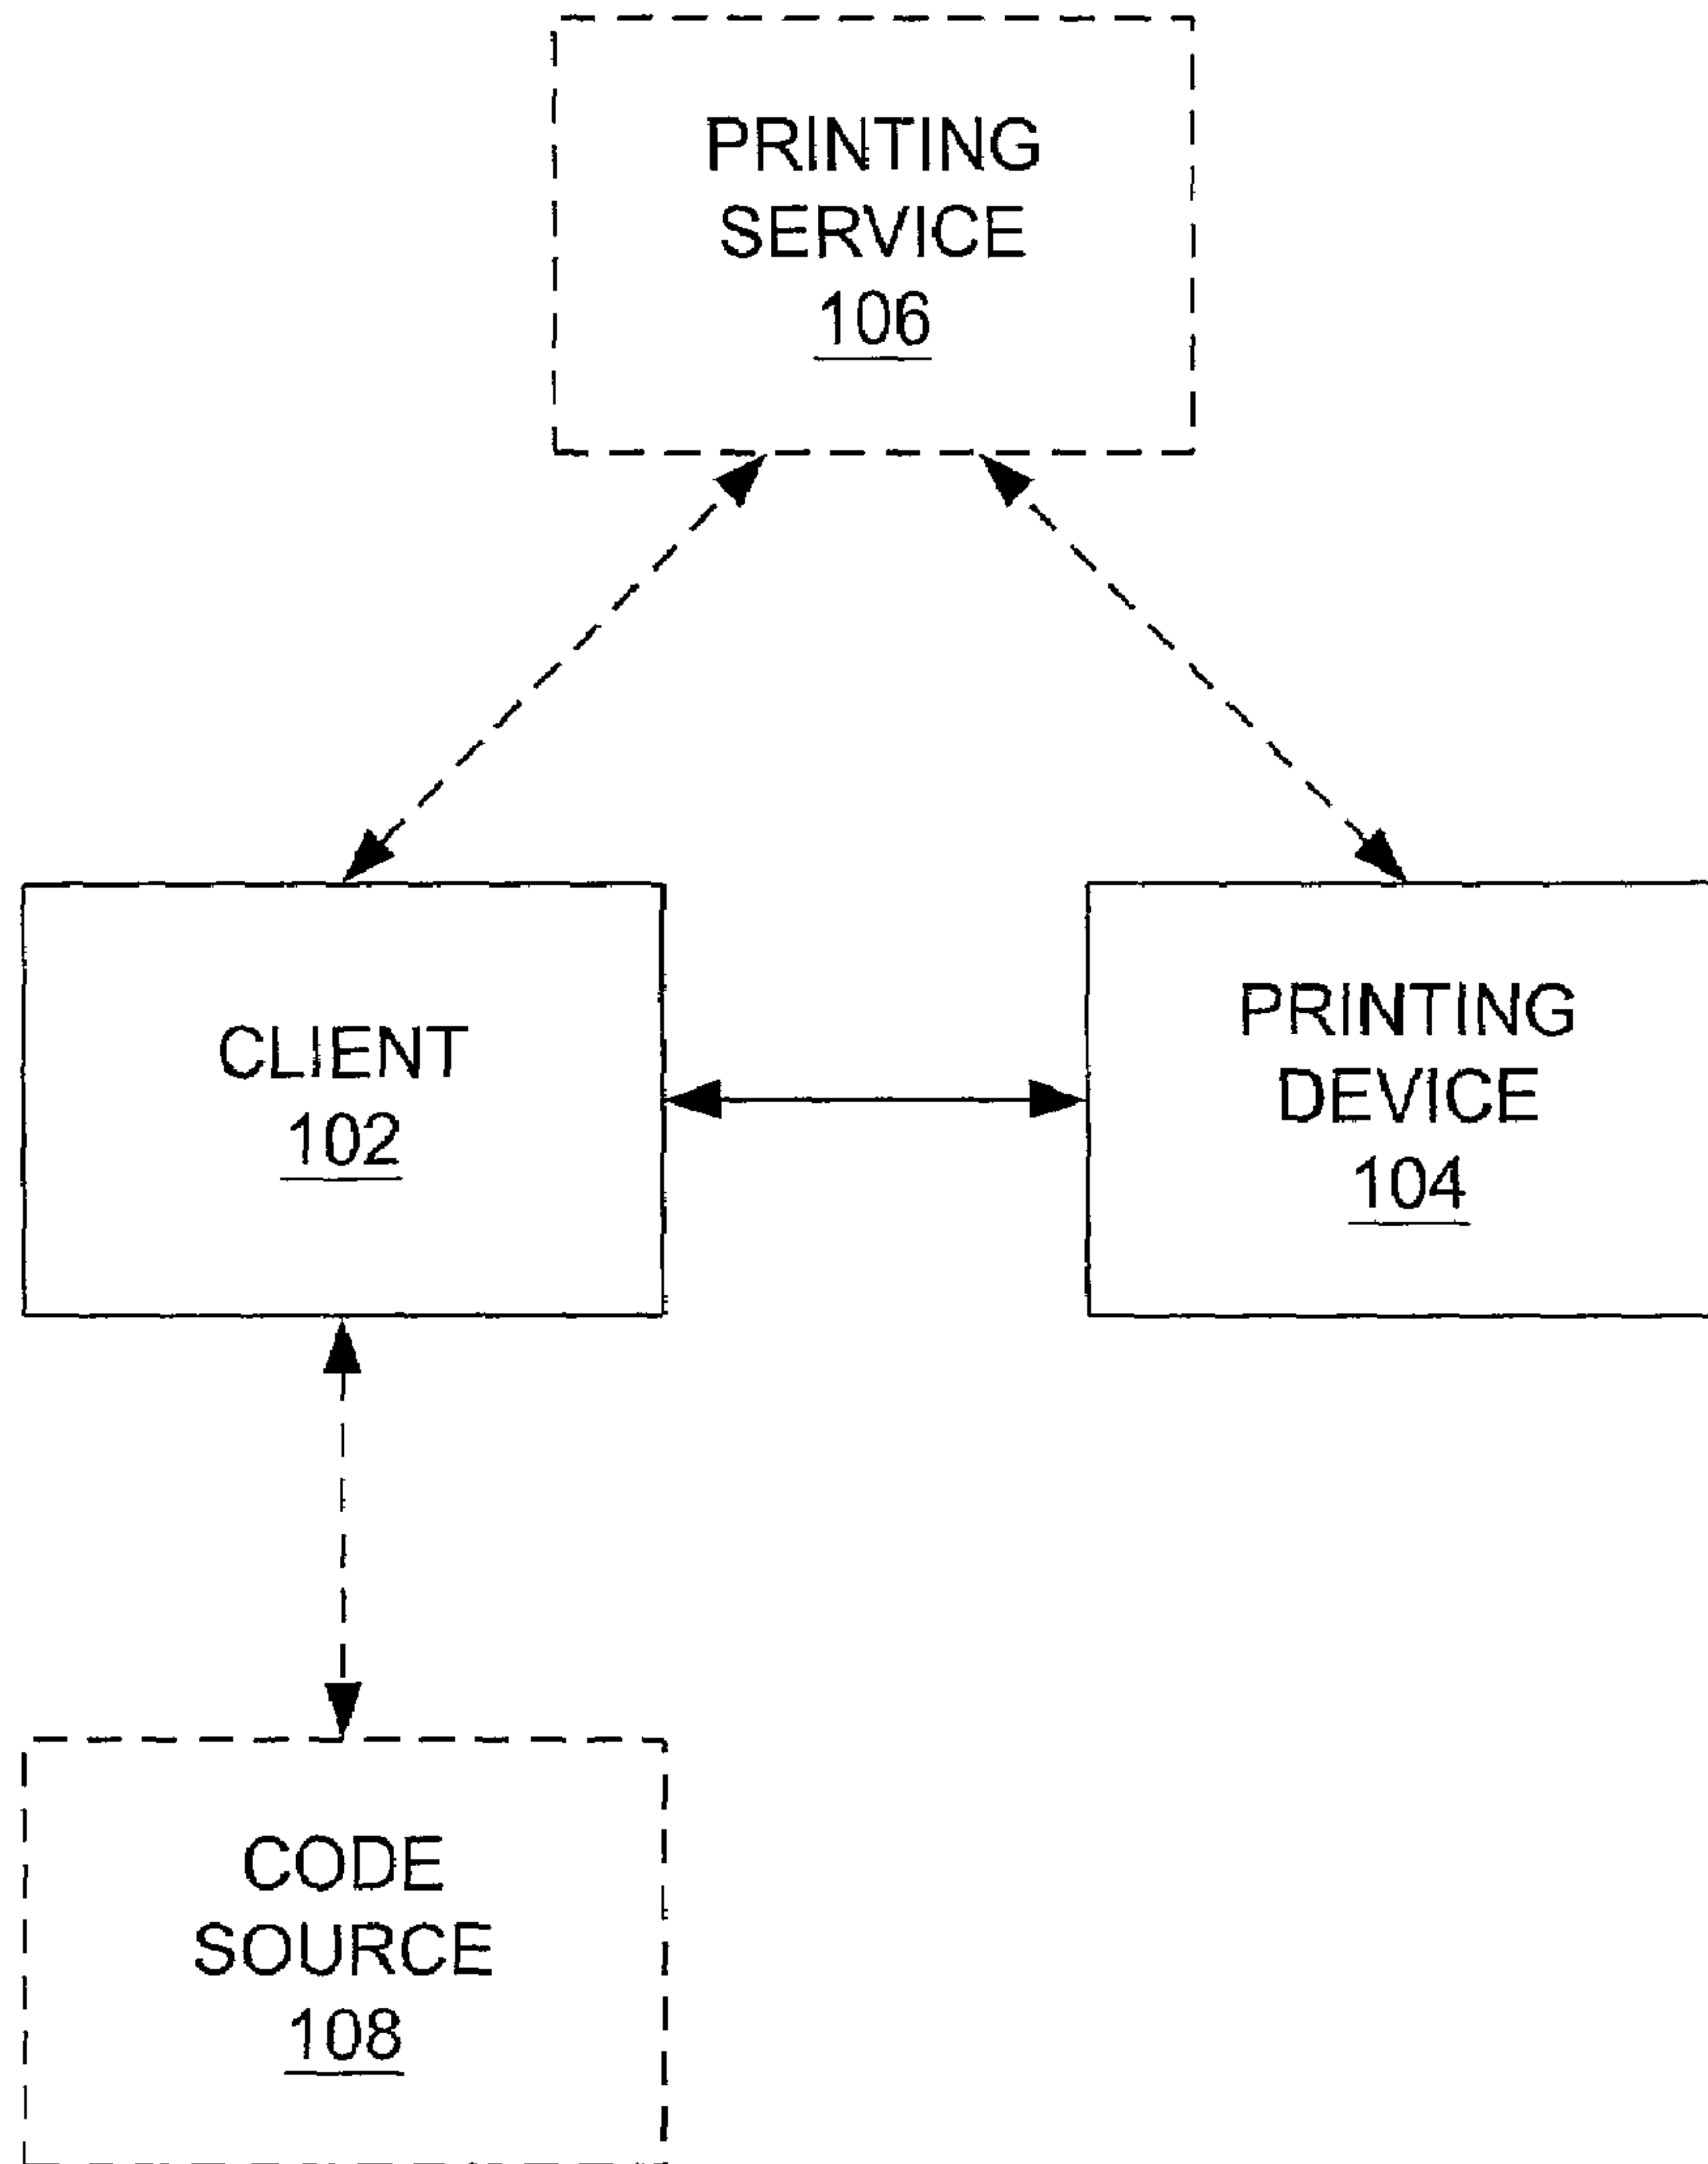 PRINTING
SERVICE
106
CLIENT
102
PRINTING
DEVICE
104
CODE
SOURCE
108